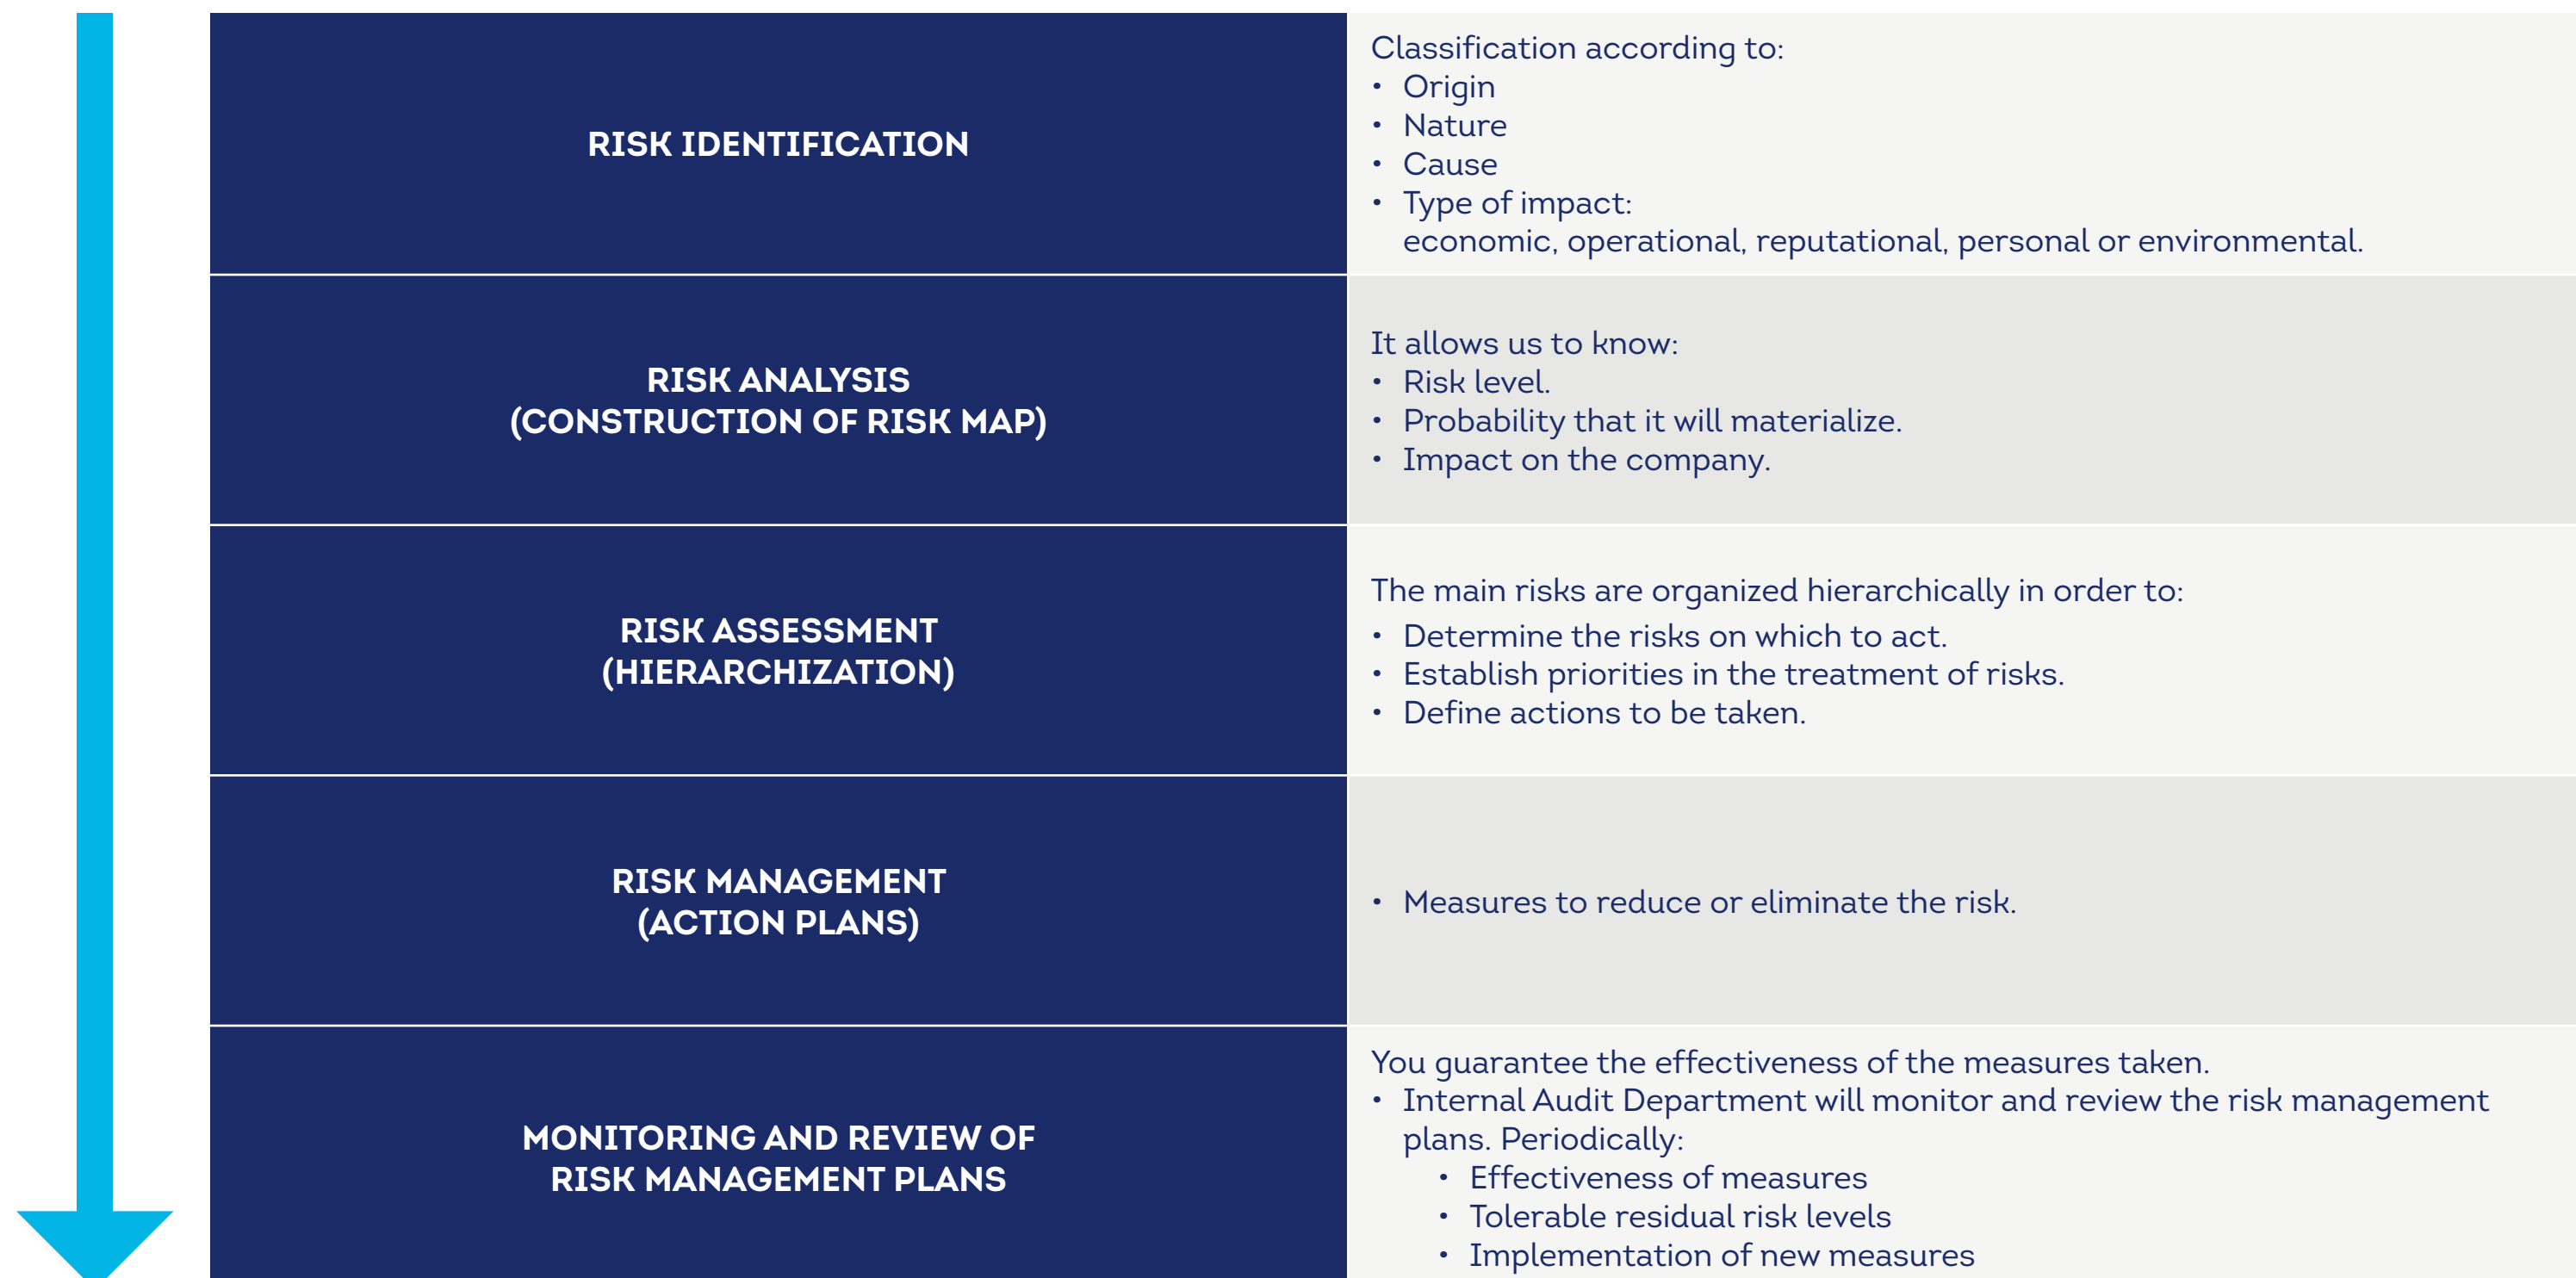 RISK IDENTIFICATION
Classification according to:
• Origin
• Nature
• Cause
• Type of impact:
economic, operational, reputational, personal or environmental.
RISK ANALYSIS
(CONSTRUCTION OF RISK MAP)
It allows us to know:
• Risk level.
• Probability that it will materialize.
• Impact on the company.
RISK ASSESSMENT
(HIERARCHIZATION)
The main risks are organized hierarchically in order to:
• Determine the risks on which to act.
• Establish priorities in the treatment of risks.
• Define actions to be taken.
RISK MANAGEMENT
(ACTION PLANS)
• Measures to reduce or eliminate the risk.
MONITORING AND REVIEW OF
RISK MANAGEMENT PLANS
You guarantee the effectiveness of the measures taken.
• Internal Audit Department will monitor and review the risk management
plans. Periodically:
• Effectiveness of measures
• Tolerable residual risk levels
• Implementation of new measures